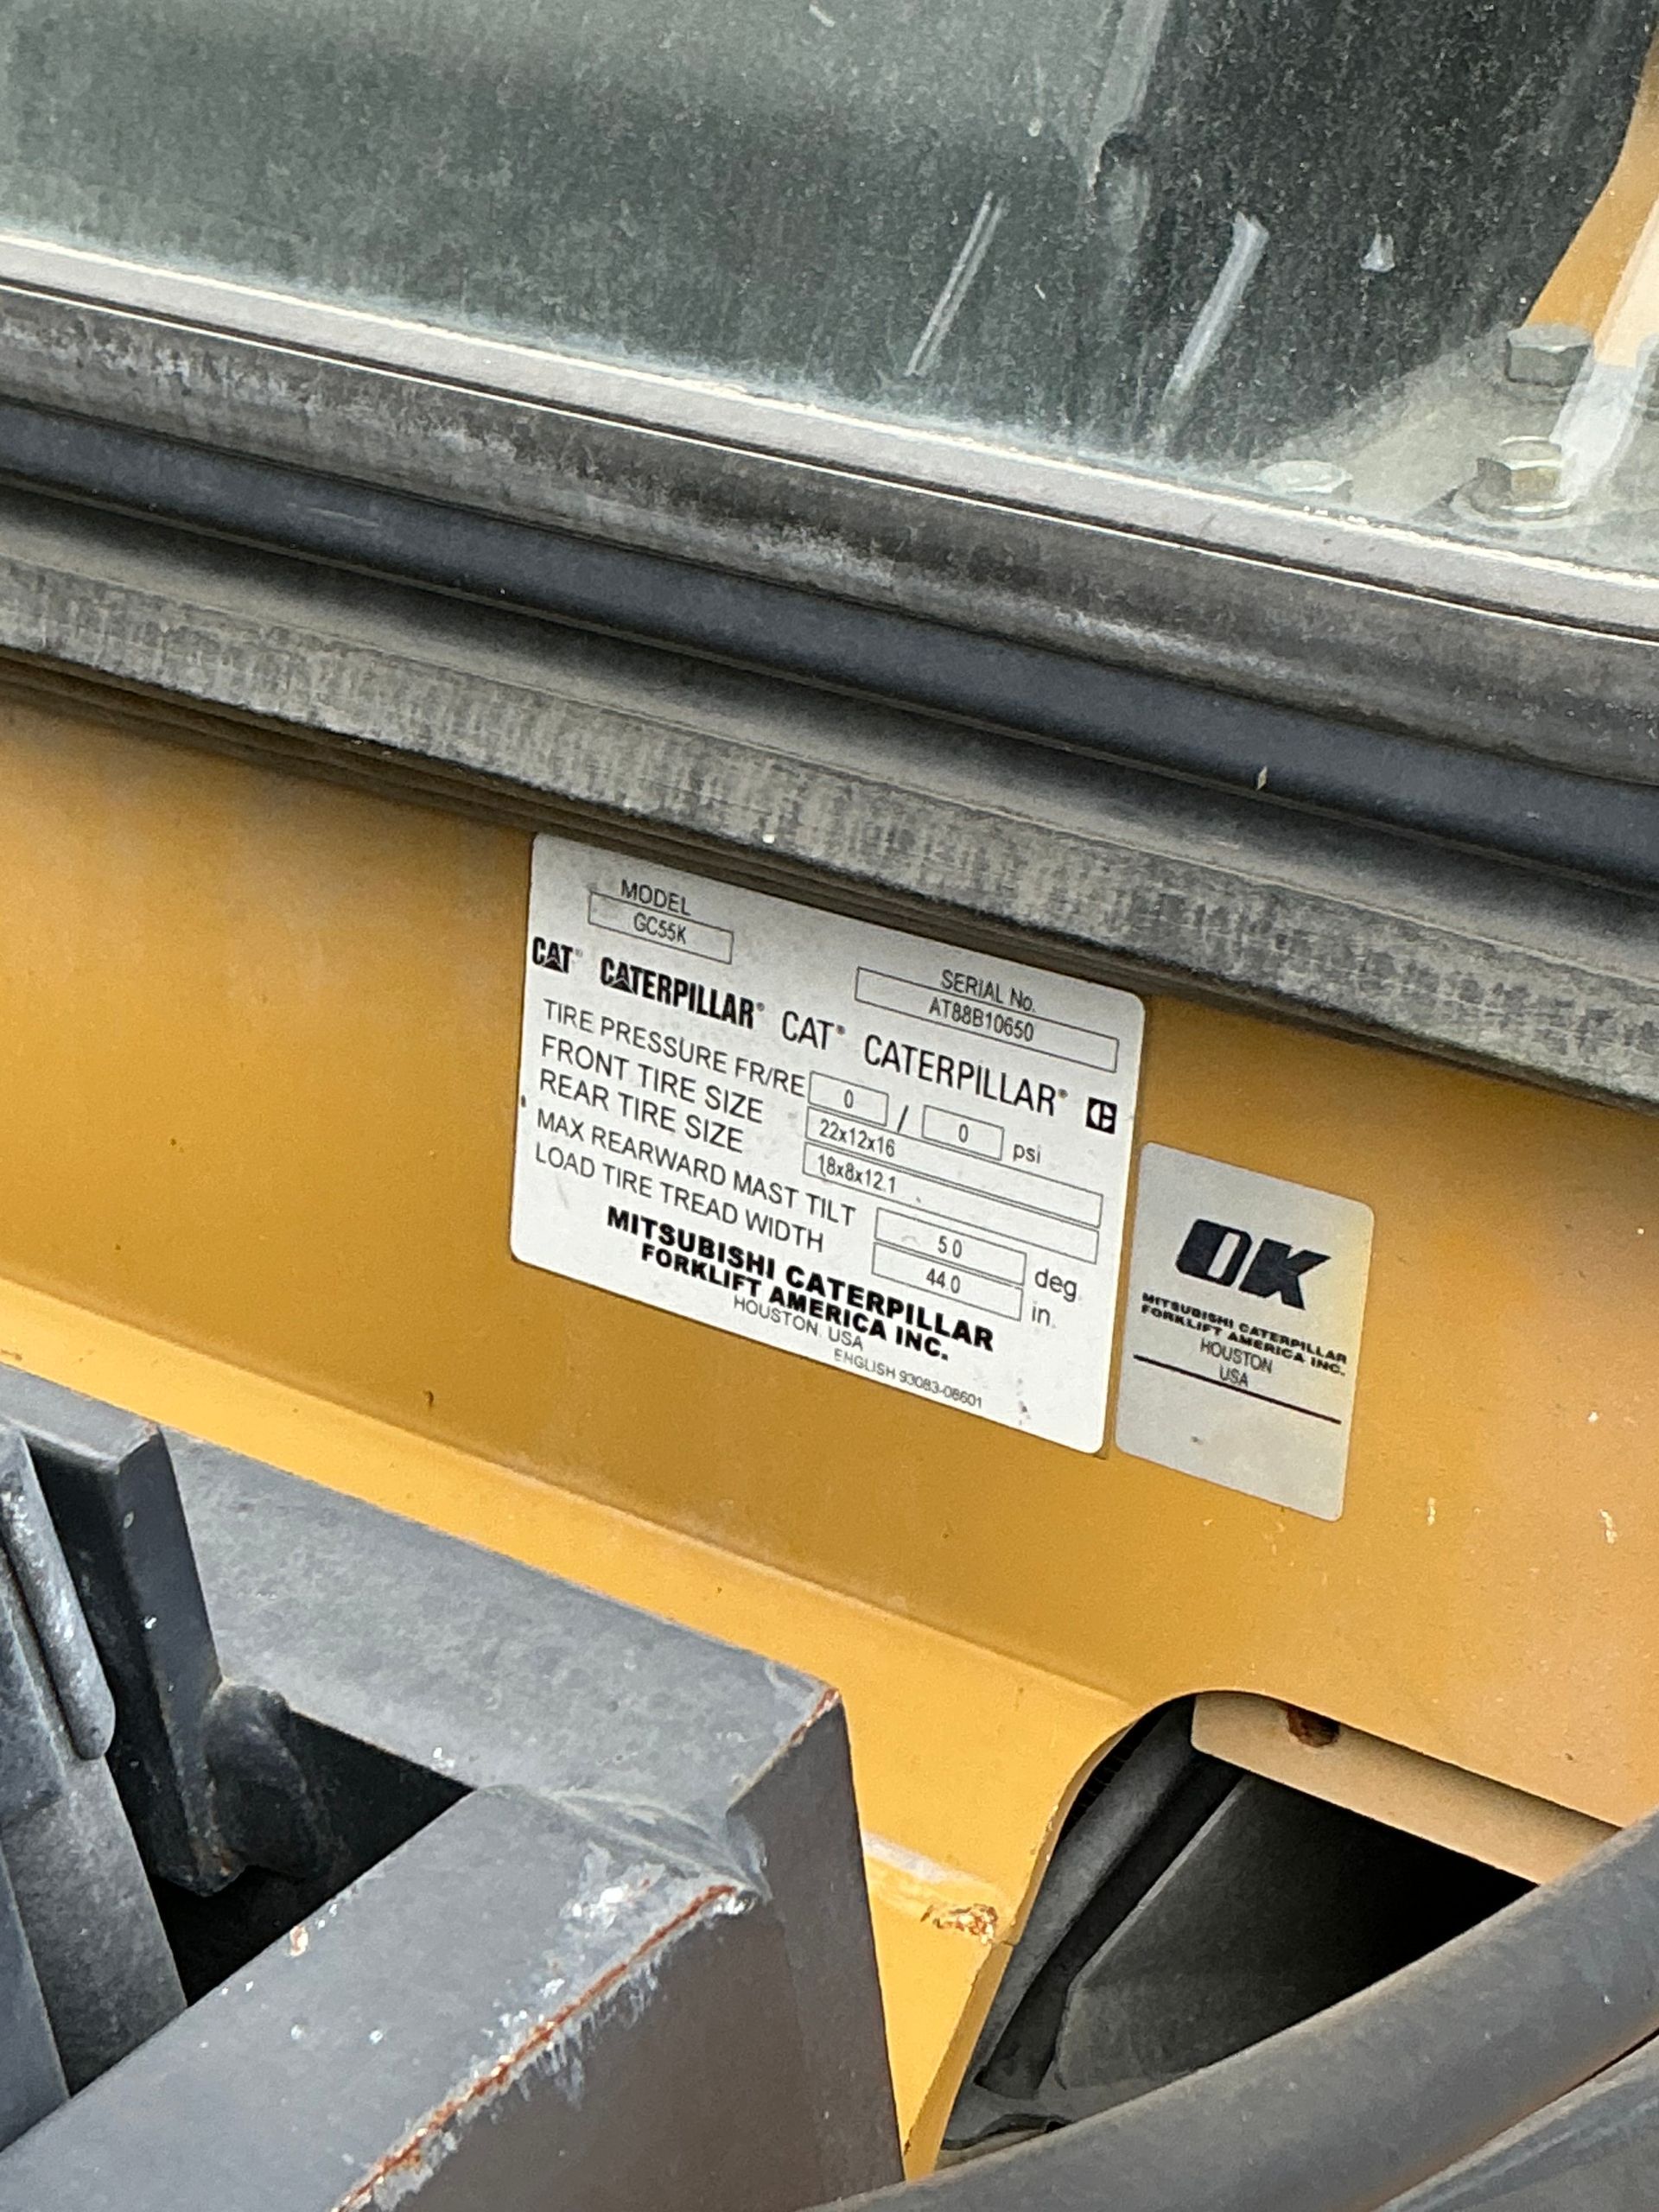 MODEL
GC55K
SERIAL No.
AT88B10650
CAT® CATERPILLAR® CAT® CATERPILLAR®
TIRE PRESSURE FR/RE 0 / 0 psi
FRONT TIRE SIZE 22x12x16
REAR TIRE SIZE 18x8x12.1
MAX REARWARD MAST TILT 5.0 deg.
LOAD TIRE TREAD WIDTH 44.0 in.
MITSUBISHI CATERPILLAR
FORKLIFT AMERICA INC.
HOUSTON, USA
ENGLISH 93083-08601
OK
MITSUBISHI CATERPILLAR
FORKLIFT AMERICA INC.
HOUSTON
USA